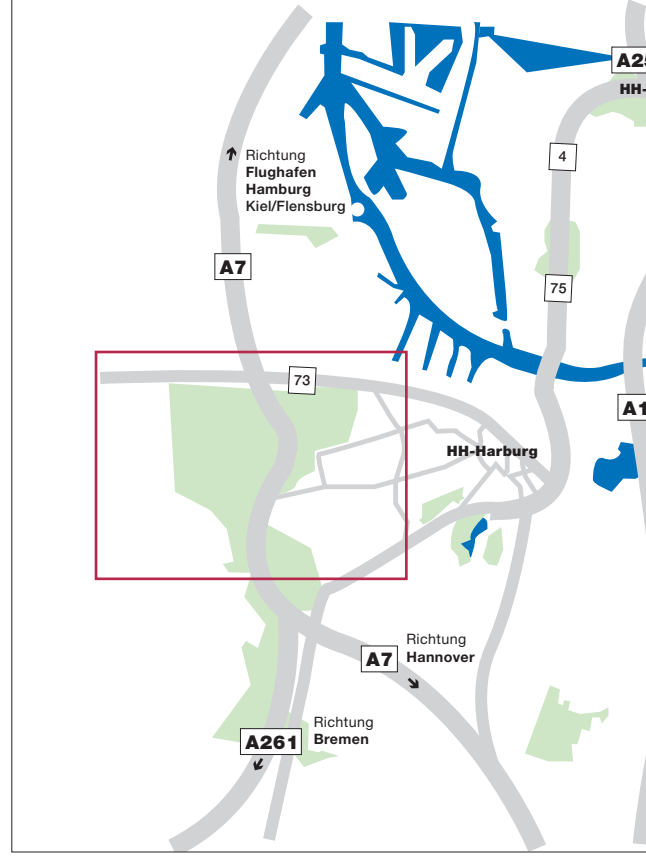 A25
HH-
4
Richtung
Flughafen
Hamburg
Kiel/Flensburg
A7
75
73
A1
HH-Harburg
Richtung
Hannover
A7
Richtung
Bremen
A261